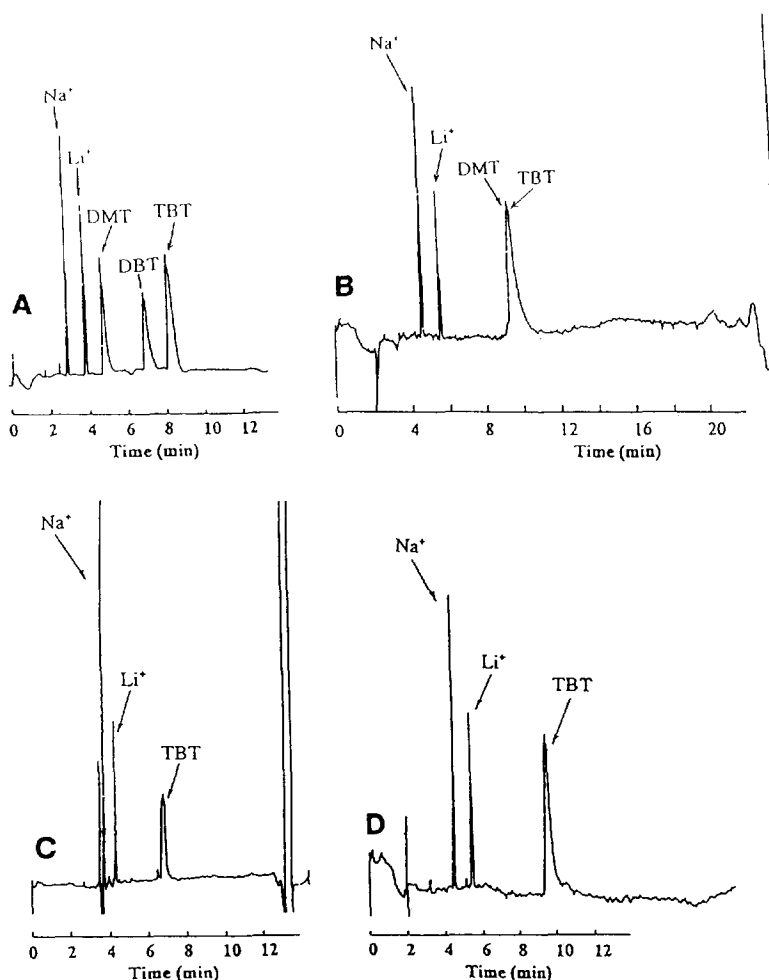 Na⁺
Li⁺
DMT
TBT
DBT
A
0 2 4 6 8 10 12
Time (min)
Na⁺
Li⁺
DMT
TBT
B
0 4 8 12 16 20
Time (min)
Na⁺
Li⁺
TBT
C
0 2 4 6 8 10 12
Time (min)
Na⁺
Li⁺
TBT
D
0 2 4 6 8 10 12
Time (min)